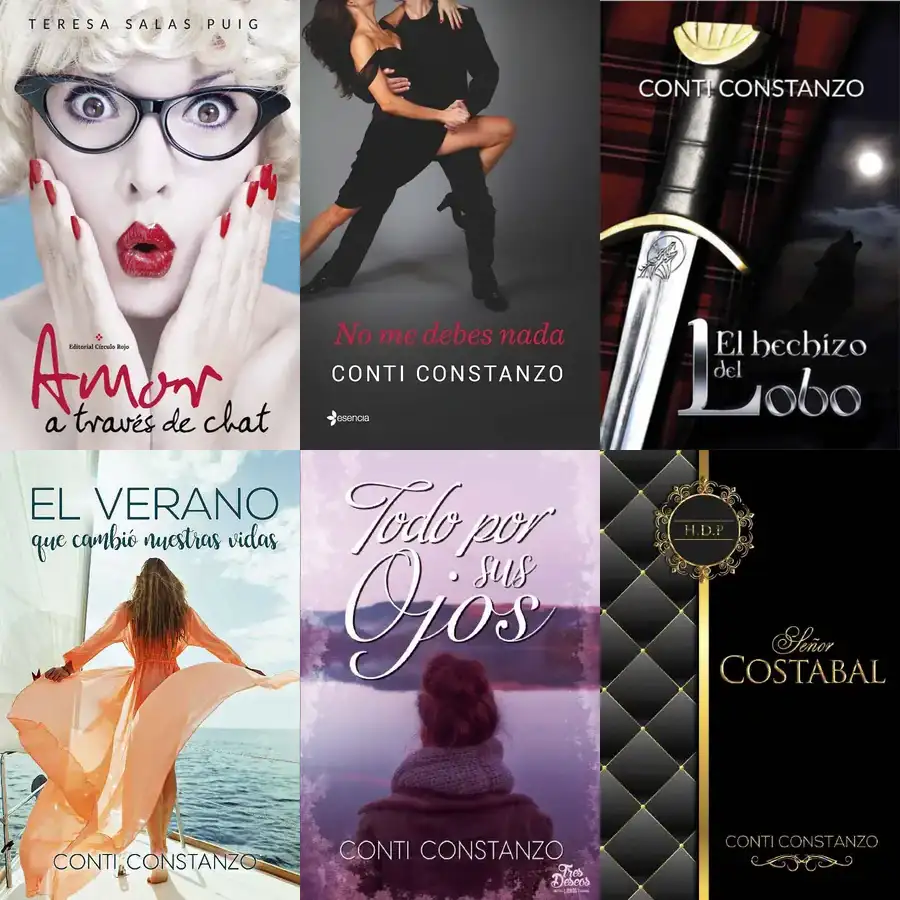 TERESA SALAS PUIG
Editorial Círculo Rojo
Amor
a través de chat
No me debes nada
CONTI CONSTANZO
esencia
CONTI CONSTANZO
El hechizo
del
Lobo
EL VERANO
que cambió nuestras vidas
CONTI CONSTANZO
Todo por
sus
Ojos
CONTI CONSTANZO
Tres
Deseos
H.D.P
Señor
COSTABAL
CONTI CONSTANZO